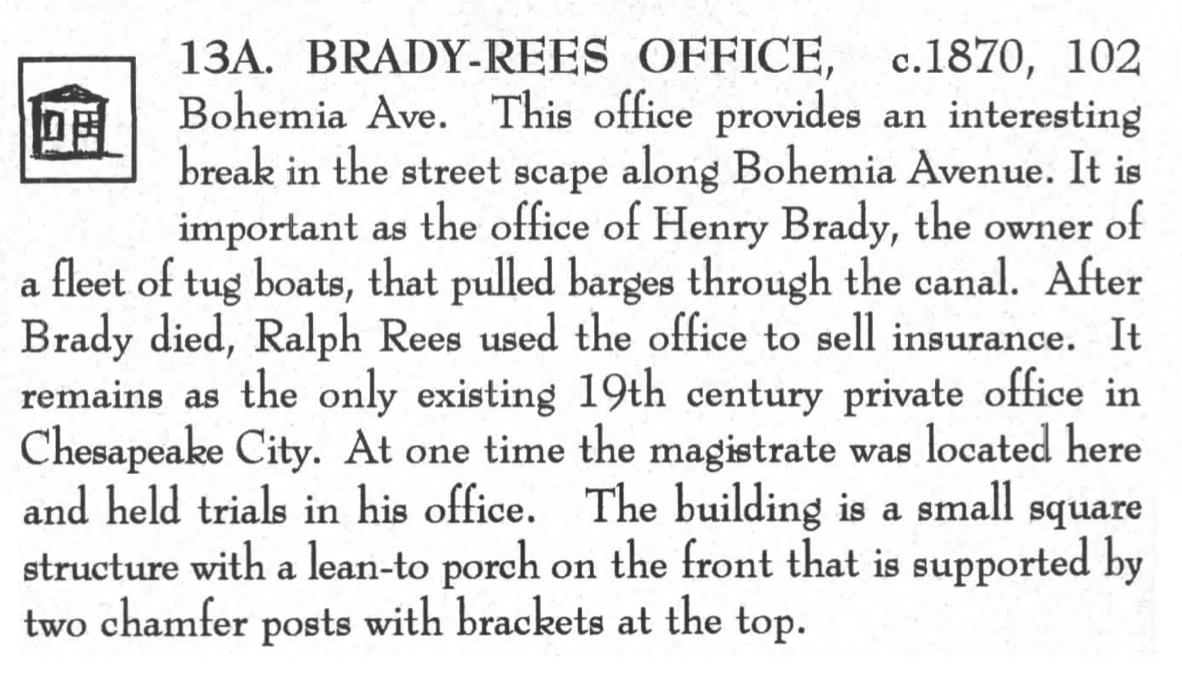 13A. BRADY-REES OFFICE, c.1870, 102
Bohemia Ave. This office provides an interesting
break in the street scape along Bohemia Avenue. It is
important as the office of Henry Brady, the owner of
a fleet of tug boats, that pulled barges through the canal. After
Brady died, Ralph Rees used the office to sell insurance. It
remains as the only existing 19th century private office in
Chesapeake City. At one time the magistrate was located here
and held trials in his office. The building is a small square
structure with a lean-to porch on the front that is supported by
two chamfer posts with brackets at the top.